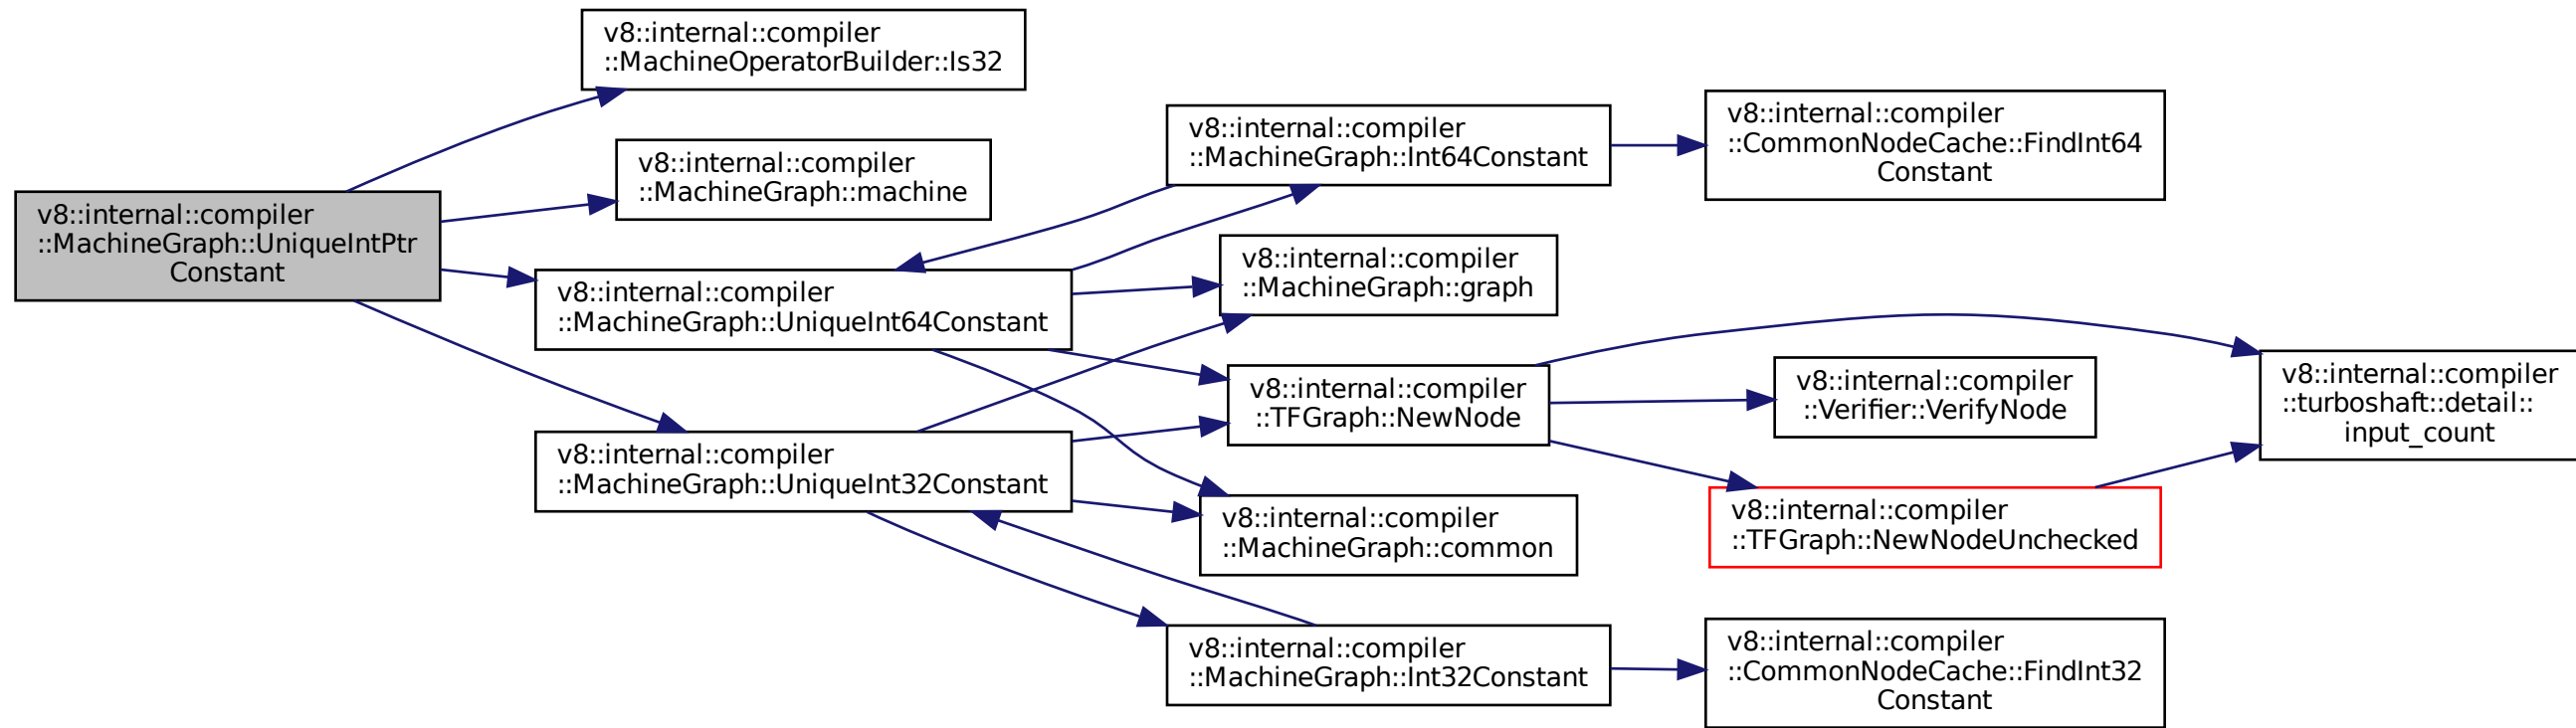 v8::internal::compiler
::MachineGraph::UniqueIntPtr
Constant
v8::internal::compiler
::MachineOperatorBuilder::Is32
v8::internal::compiler
::MachineGraph::machine
v8::internal::compiler
::MachineGraph::UniqueInt64Constant
v8::internal::compiler
::MachineGraph::UniqueInt32Constant
v8::internal::compiler
::MachineGraph::Int64Constant
v8::internal::compiler
::MachineGraph::graph
v8::internal::compiler
::TFGraph::NewNode
v8::internal::compiler
::MachineGraph::common
v8::internal::compiler
::MachineGraph::Int32Constant
v8::internal::compiler
::CommonNodeCache::FindInt64
Constant
v8::internal::compiler
::Verifier::VerifyNode
v8::internal::compiler
::TFGraph::NewNodeUnchecked
v8::internal::compiler
::CommonNodeCache::FindInt32
Constant
v8::internal::compiler
::turboshaft::detail::
input_count